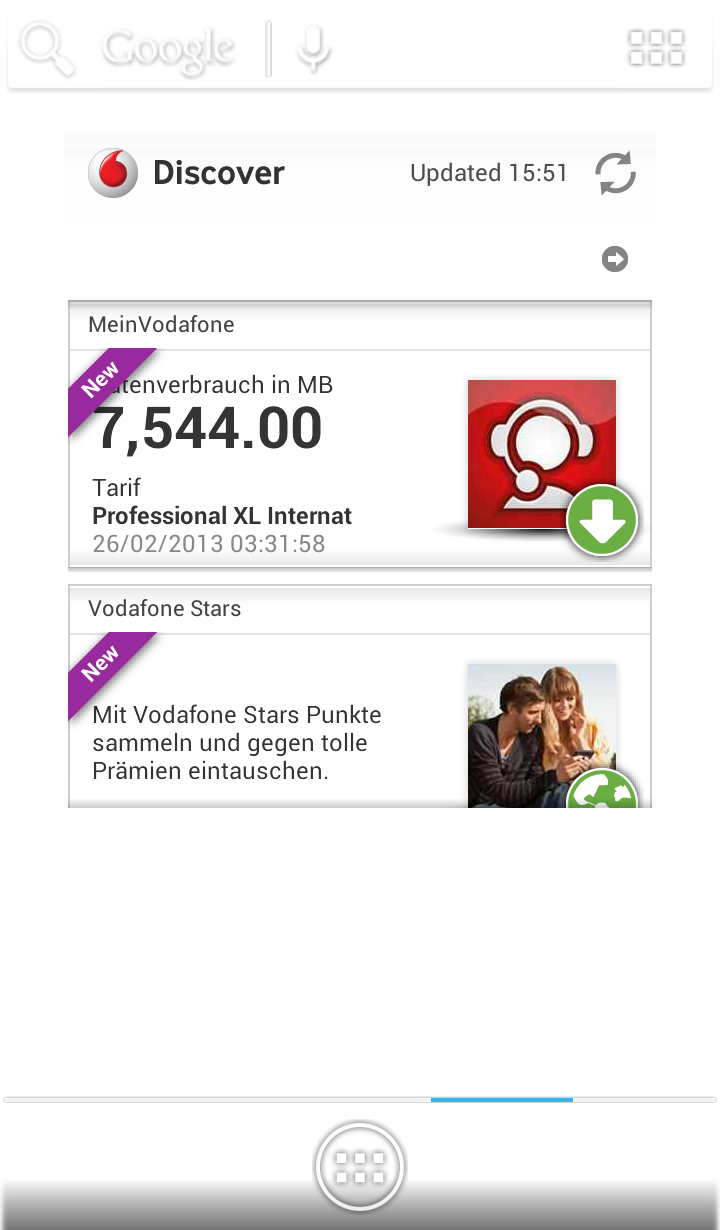 Google
Discover
Updated 15:51
MeinVodafone
New
tenverbrauch in MB
7,544.00
Tarif
Professional XL Internat
26/02/2013 03:31:58
Vodafone Stars
New
Mit Vodafone Stars Punkte
sammeln und gegen tolle
Prämien eintauschen.